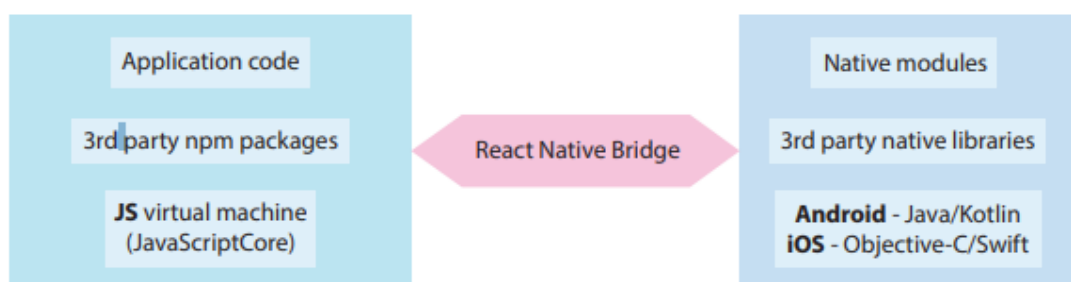 Application code
3rd party npm packages
JS virtual machine
(JavaScriptCore)
React Native Bridge
Native modules
3rd party native libraries
Android - Java/Kotlin
iOS - Objective-C/Swift